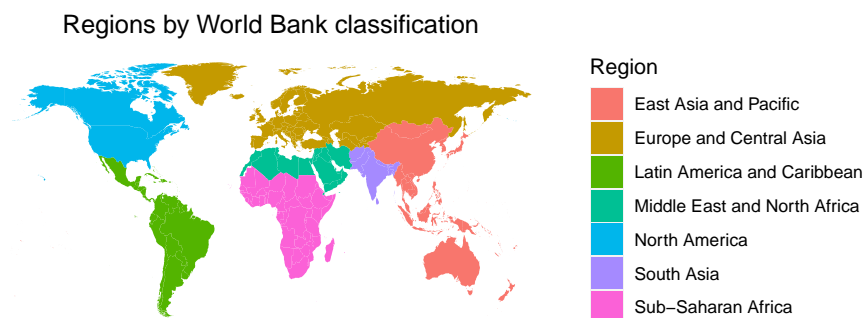 Regions by World Bank classification
Region
East Asia and Pacific
Europe and Central Asia
Latin America and Caribbean
Middle East and North Africa
North America
South Asia
Sub−Saharan Africa